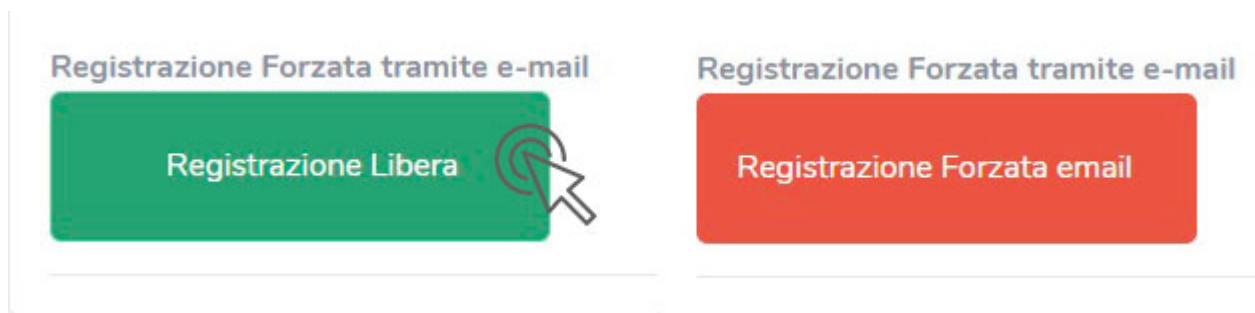 Registrazione Forzata tramite e-mail
Registrazione Libera
Registrazione Forzata tramite e-mail
Registrazione Forzata email